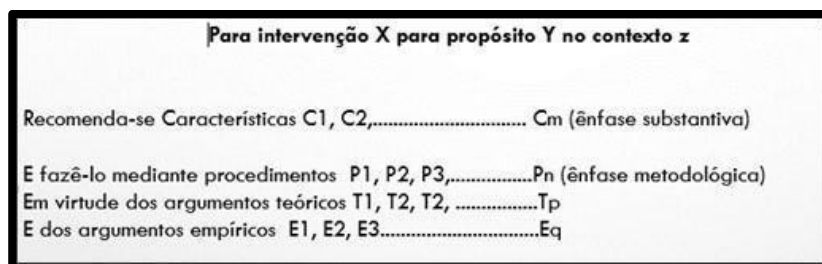 Para intervenção X para propósito Y no contexto z
Recomenda-se Características C1, C2,.............................. Cm (ênfase substantiva)
E fazê-lo mediante procedimentos P1, P2, P3,...............Pn (ênfase metodológica)
Em virtude dos argumentos teóricos T1, T2, T2, ...............Tp
E dos argumentos empíricos E1, E2, E3.............................Eq